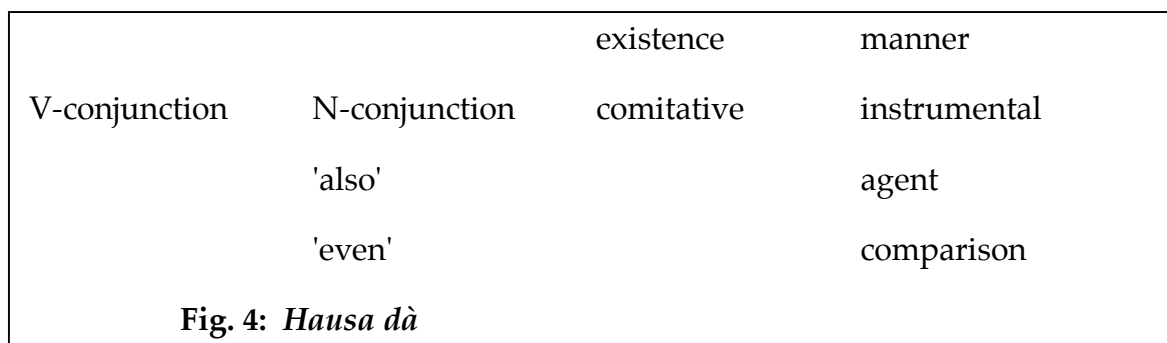 existence manner
V-conjunction N-conjunction comitative instrumental
'also' agent
'even' comparison
Fig. 4: Hausa dà